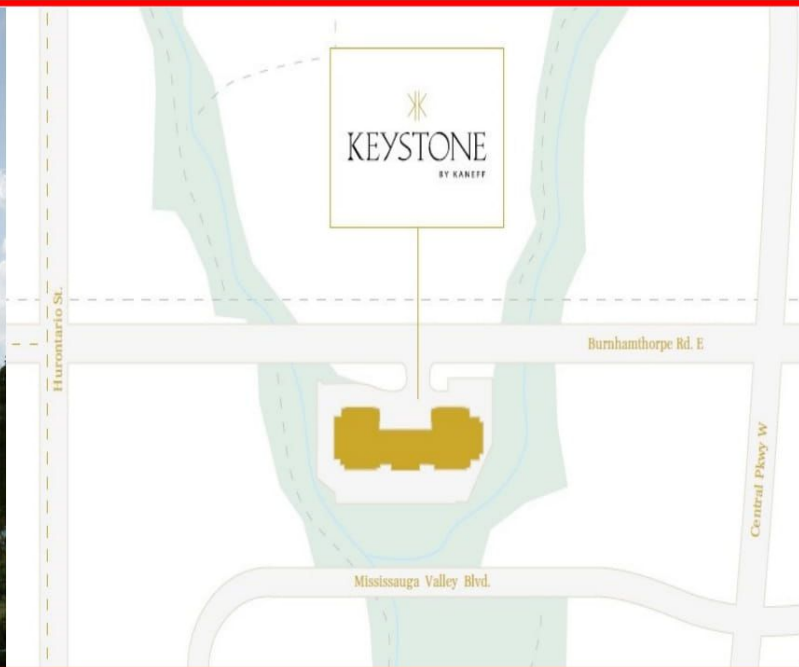 KEYSTONE
BY KANEFF
Hurontario St.
Burnhamthorpe Rd. E
Central Pkwy W
Mississauga Valley Blvd.